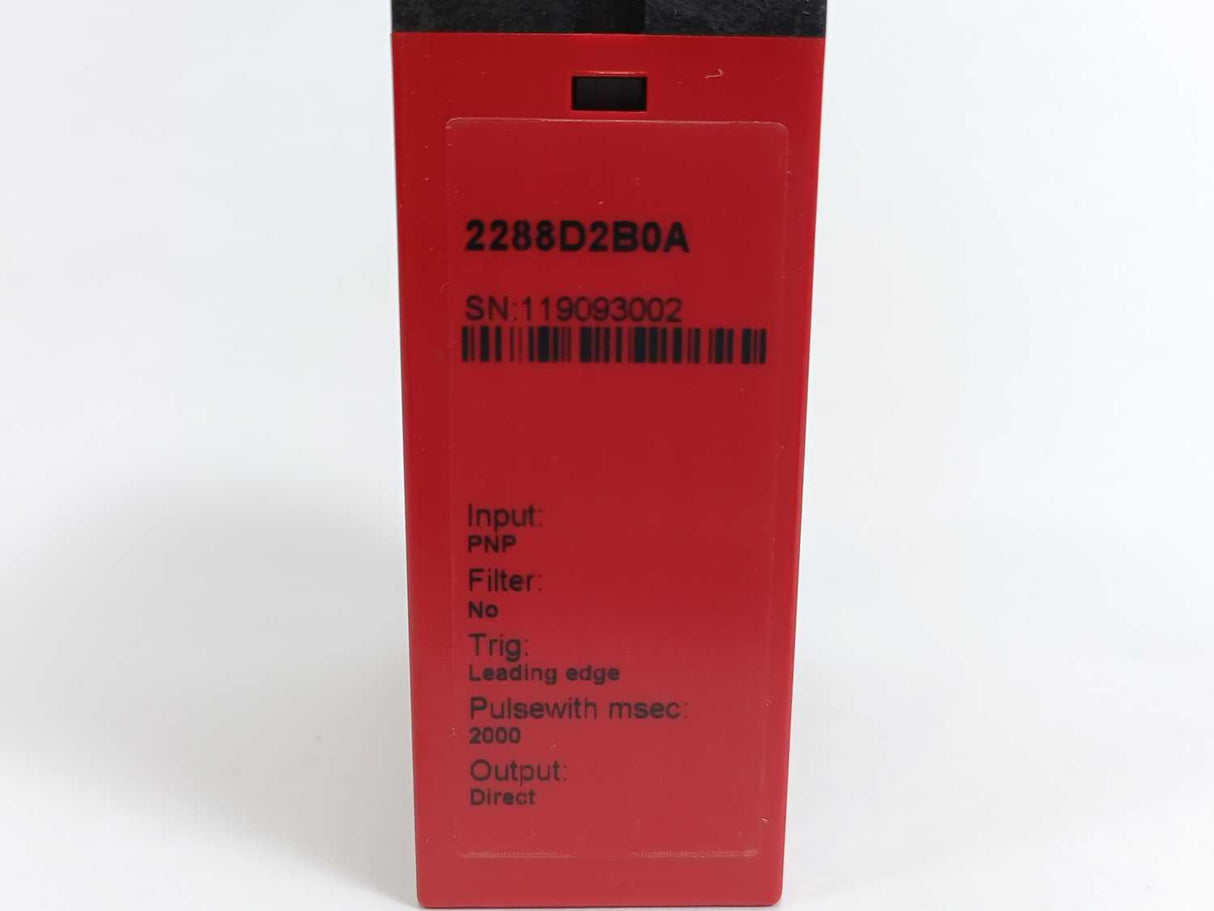 2288D2B0A
SN:119093002
Input:
PNP
Filter:
No
Trig:
Leading edge
Pulsewith msec:
2000
Output:
Direct